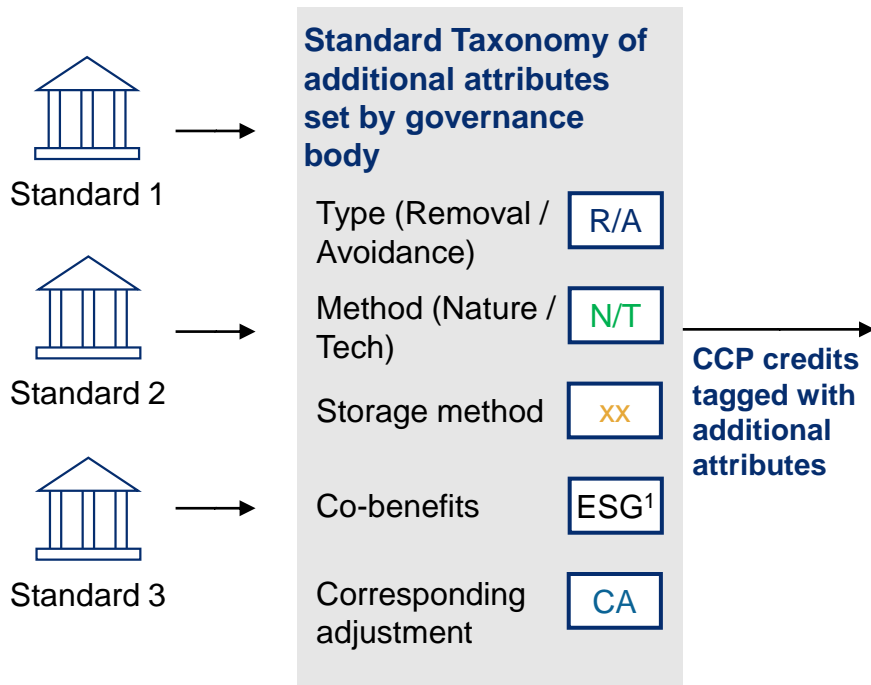 Standard 1
Standard 2
Standard 3
Standard Taxonomy of
additional attributes
set by governance
body
Type (Removal /
Avoidance)
R/A
Method (Nature /
Tech)
N/T
Storage method
xx
Co-benefits
ESG¹
Corresponding
adjustment
CA
CCP credits
tagged with
additional
attributes